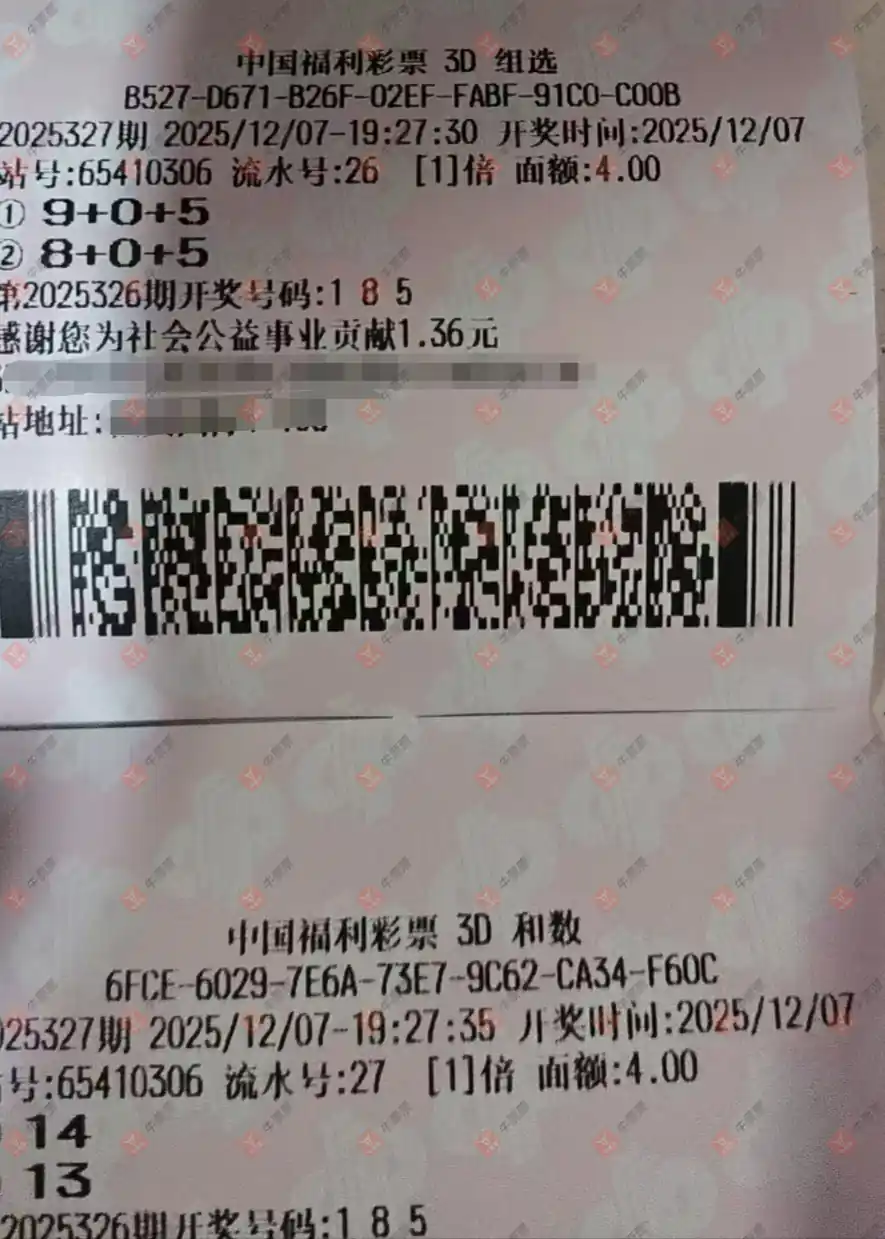 中国福利彩票 3D 组选
B527-D671-B26F-02EF-FABF-91C0-C00B
2025327期 2025/12/07-19:27:30 开奖时间:2025/12/07
站号:65410306 流水号:26 [1]倍 面额:4.00
① 9+0+5
② 8+0+5
第2025326期开奖号码:1 8 5
感谢您为社会公益事业贡献1.36元
站地址:
中国福利彩票 3D 和数
6FCE-6029-7E6A-73E7-9C62-CA34-F60C
025327期 2025/12/07-19:27:35 开奖时间:2025/12/07
号:65410306 流水号:27 [1]倍 面额:4.00
14
13
2025326期开奖号码:1 8 5